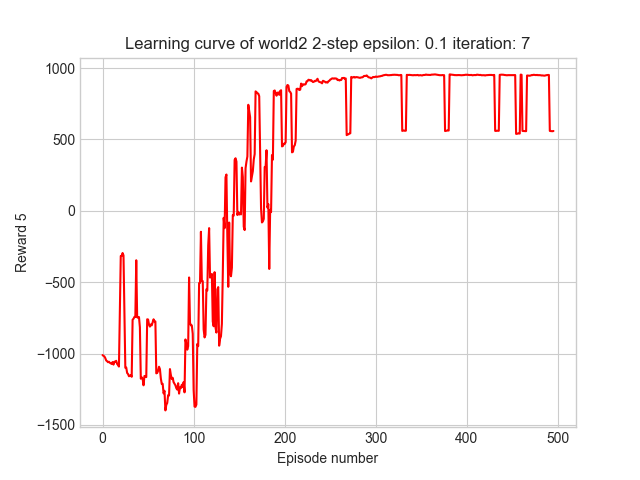 Learning curve of world2 2-step epsilon: 0.1 iteration: 7
1000
500
0
−500
−1000
−1500
Reward 5
0 100 200 300 400 500
Episode number